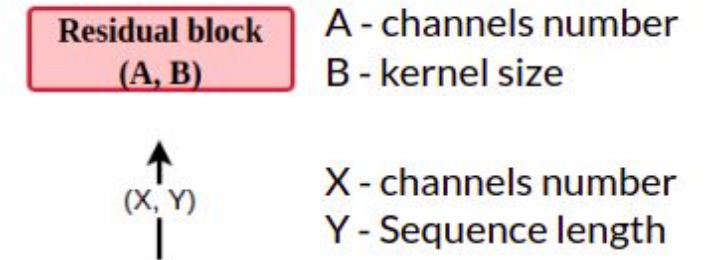 Residual block
(A, B)
A - channels number
B - kernel size
(X, Y)
X - channels number
Y - Sequence length